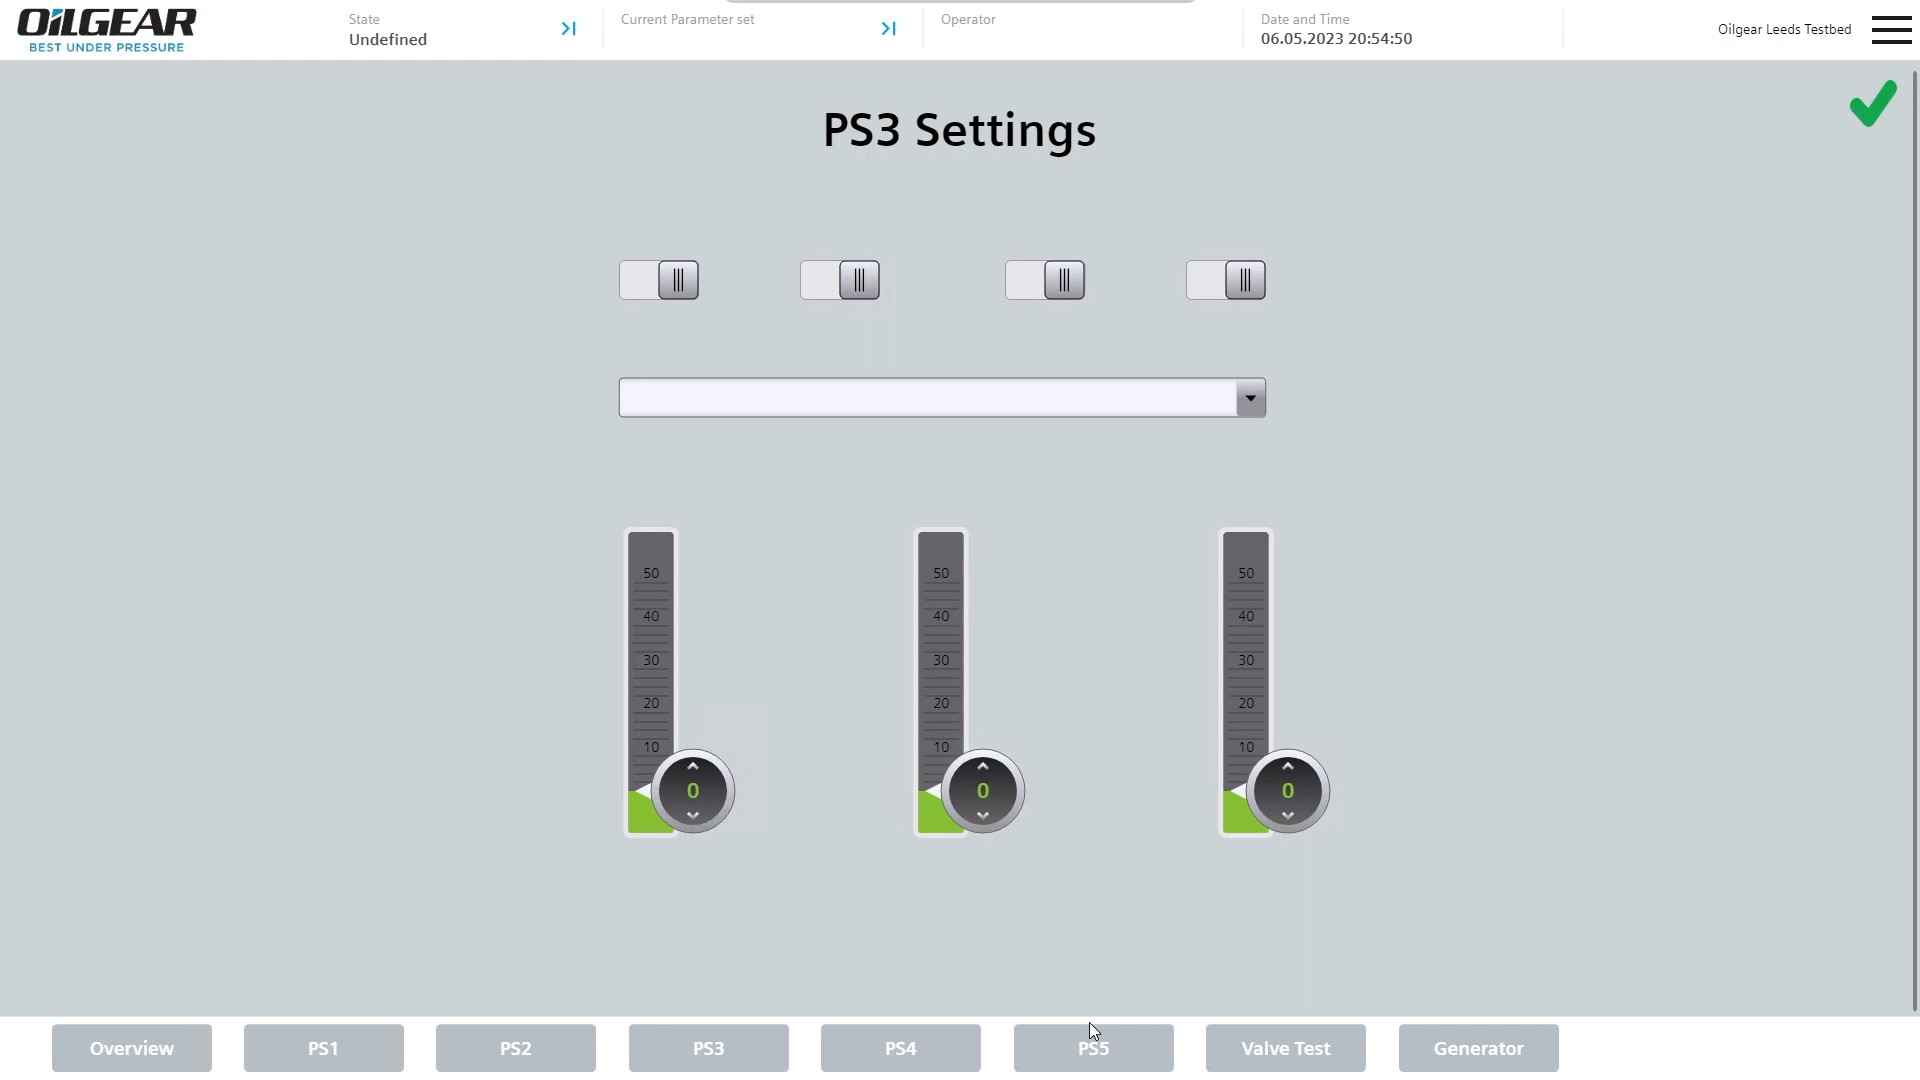 OILGEAR
BEST UNDER PRESSURE
State
Undefined
Current Parameter set
Operator
Date and Time
06.05.2023 20:54:50
Oilgear Leeds Testbed
PS3 Settings
50 50 50
40 40 40
30 30 30
20 20 20
10 10 10
0 0 0
Overview PS1 PS2 PS3 PS4 PS5 Valve Test Generator